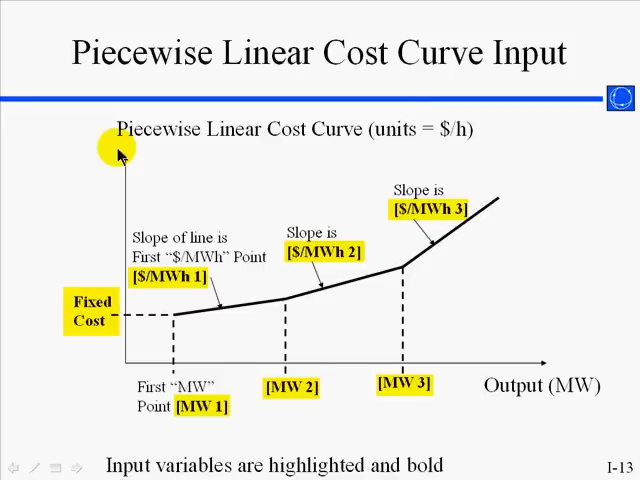 Piecewise Linear Cost Curve Input
Piecewise Linear Cost Curve (units = $/h)
Slope is
[$/MWh 3]
Slope is
[$/MWh 2]
Slope of line is
First “$/MWh” Point
[$/MWh 1]
Fixed
Cost
First “MW”
Point [MW 1]
[MW 2]
[MW 3]
Output (MW)
Input variables are highlighted and bold
I-13